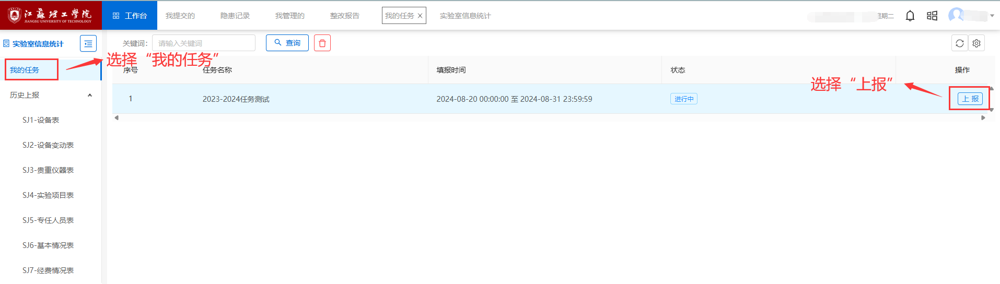 江蘇理工學院
JIANGSU UNIVERSITY OF TECHNOLOGY
工作台 我提交的 隐患记录 我管理的 整改报告 我的任务 实验室信息统计 星期二
实验室信息统计
关键词: 请输入关键词 查询
选择“我的任务”
我的任务
序号 任务名称 填报时间 状态 操作
选择“上报”
历史上报
1 2023-2024任务测试 2024-08-20 00:00:00 至 2024-08-31 23:59:59 进行中 上 报
SJ1-设备表
SJ2-设备变动表
SJ3-贵重仪器表
SJ4-实验项目表
SJ5-专任人员表
SJ6-基本情况表
SJ7-经费情况表